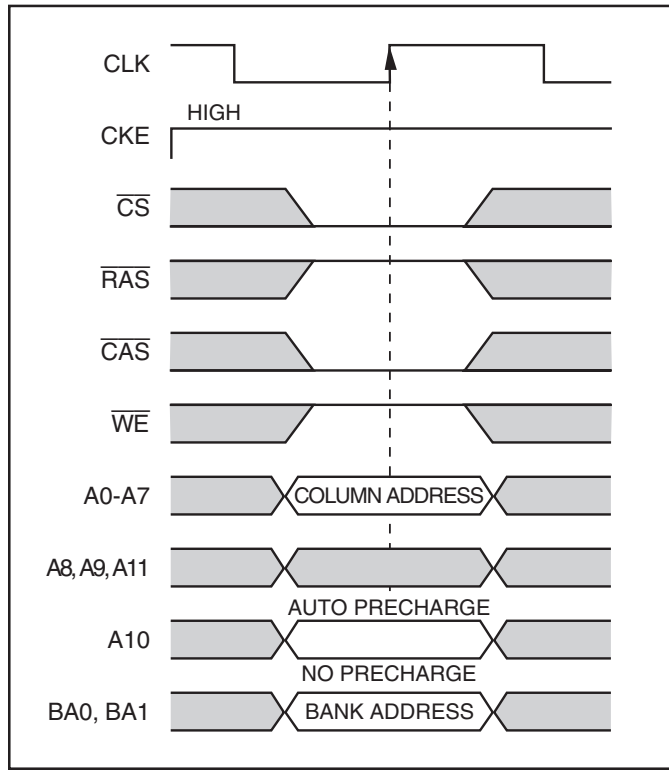 CLK
HIGH
CKE
CS
RAS
CAS
WE
A0-A7 COLUMN ADDRESS
A8, A9, A11
AUTO PRECHARGE
A10
NO PRECHARGE
BA0, BA1 BANK ADDRESS